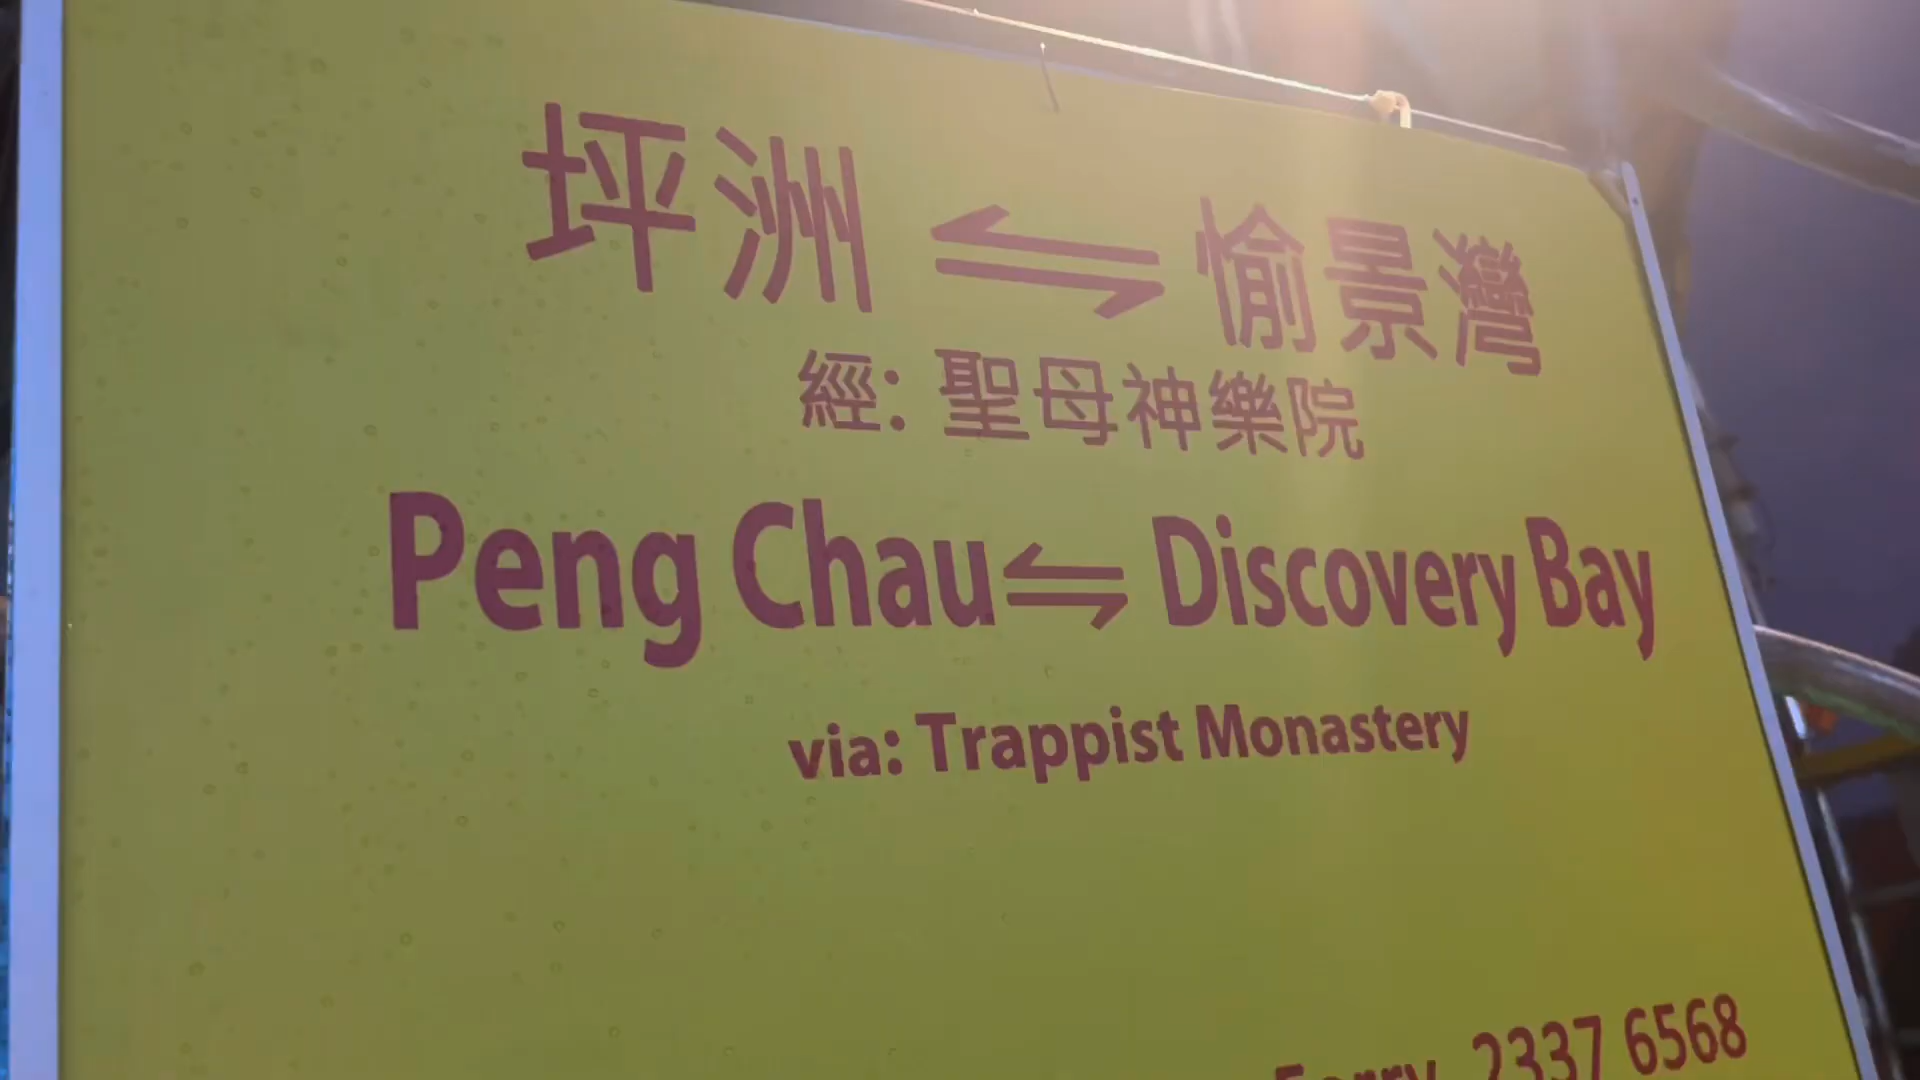 坪洲 ⇌ 愉景灣
經: 聖母神樂院
Peng Chau ⇌ Discovery Bay
via: Trappist Monastery
Ferry 2337 6568